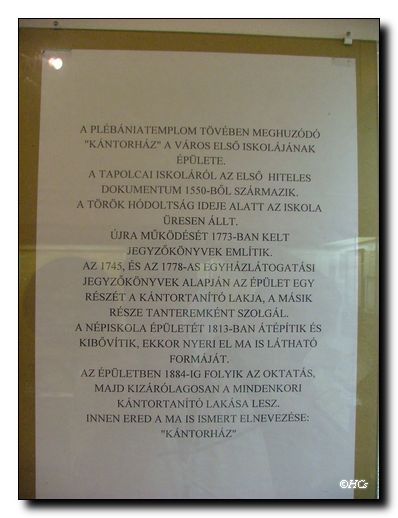 A PLÉBÁNIATEMPLOM TÖVÉBEN MEGHUZÓDÓ
"KÁNTORHÁZ" A VÁROS ELSŐ ISKOLÁJÁNAK
ÉPÜLETE.
A TAPOLCAI ISKOLÁRÓL AZ ELSŐ HITELES
DOKUMENTUM 1550-BŐL SZÁRMAZIK.
A TÖRÖK HÓDOLTSÁG IDEJE ALATT AZ ISKOLA
ÜRESEN ÁLLT.
ÚJRA MŰKÖDÉSÉT 1773-BAN KELT
JEGYZŐKÖNYVEK EMLÍTIK.
AZ 1745, ÉS AZ 1778-AS EGYHÁZLÁTOGATÁSI
JEGYZŐKÖNYVEK ALAPJÁN AZ ÉPÜLET EGY
RÉSZÉT A KÁNTORTANÍTÓ LAKJA, A MÁSIK
RÉSZE TANTEREMKÉNT SZOLGÁL.
A NÉPISKOLA ÉPÜLETÉT 1813-BAN ÁTÉPÍTIK ÉS
KIBŐVÍTIK, EKKOR NYERI EL MA IS LÁTHATÓ
FORMÁJÁT.
AZ ÉPÜLETBEN 1884-IG FOLYIK AZ OKTATÁS,
MAJD KIZÁRÓLAGOSAN A MINDENKORI
KÁNTORTANÍTÓ LAKÁSA LESZ.
INNEN ERED A MA IS ISMERT ELNEVEZÉSE:
"KÁNTORHÁZ"
©HCs